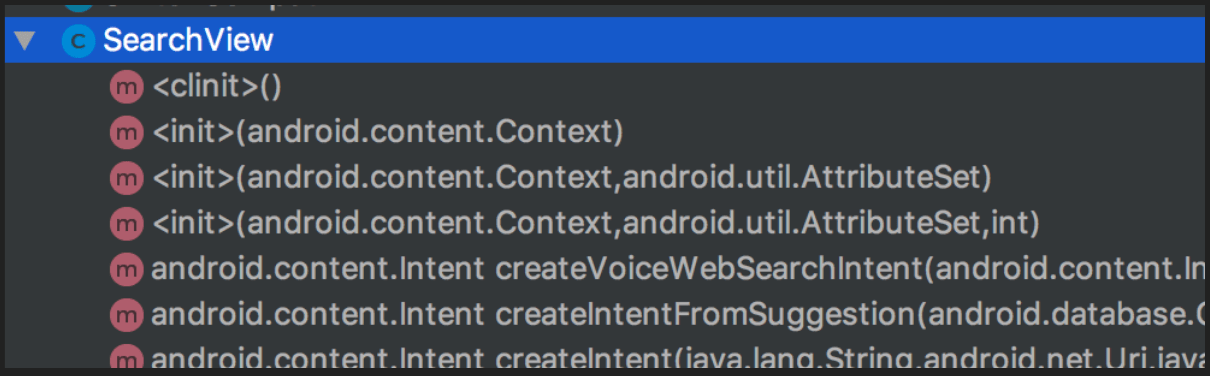 C SearchView
m <clinit>()
m <init>(android.content.Context)
m <init>(android.content.Context,android.util.AttributeSet)
m <init>(android.content.Context,android.util.AttributeSet,int)
m android.content.Intent createVoiceWebSearchIntent(android.content.In
m android.content.Intent createIntentFromSuggestion(android.database.C
m android.content.Intent createIntent(java.lang.String,android.net.Uri,java